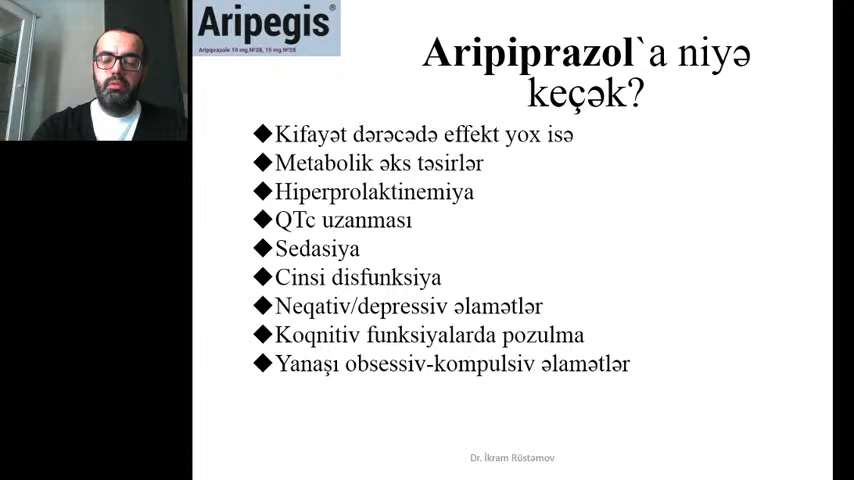 Aripegis®
Aripiprazole 10 mg №28, 15 mg №28
Aripiprazol`a niyə
keçək?
◆Kifayət dərəcədə effekt yox isə
◆Metabolik əks təsirlər
◆Hiperprolaktinemiya
◆QTc uzanması
◆Sedasiya
◆Cinsi disfunksiya
◆Neqativ/depressiv əlamətlər
◆Koqnitiv funksiyalarda pozulma
◆Yanaşı obsessiv-kompulsiv əlamətlər
Dr. İkram Rüstəmov